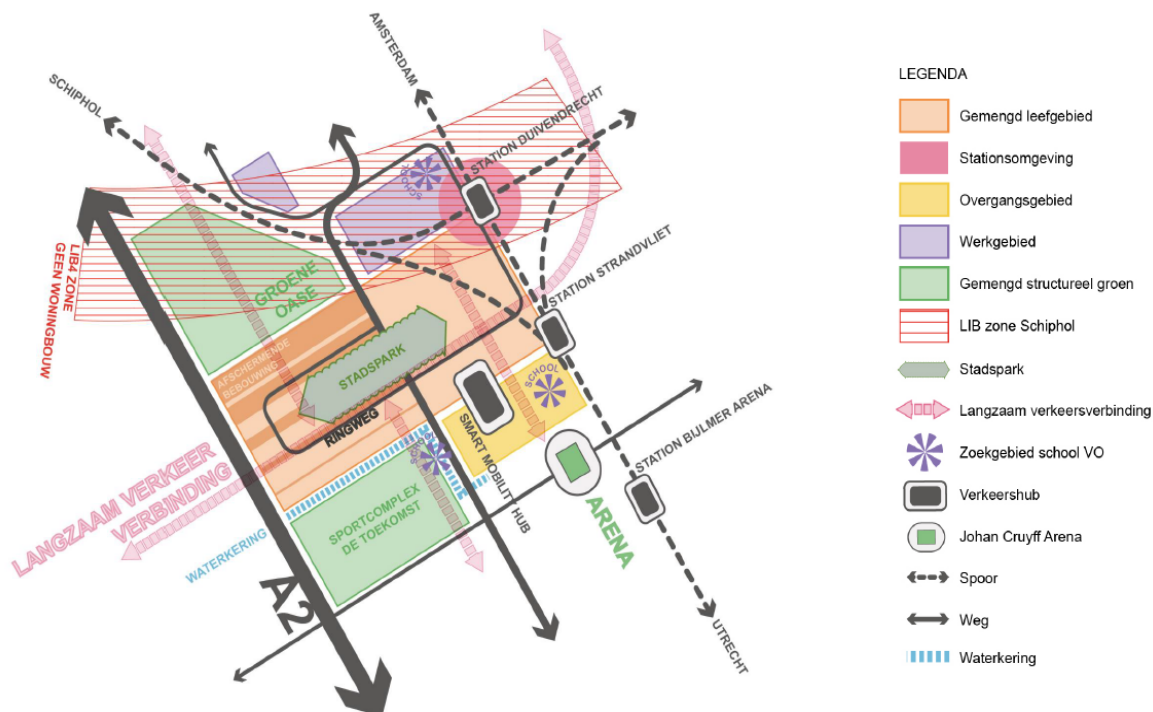 AMSTERDAM
SCHIPHOL
STATION DUIVENDRECHT
SCHOOL
LIB4 ZONE
GEEN WONINGBOUW
GROENE
OASE
STATION STRANDVLIET
AFSCHERMENDE
BEBOUWING
STADSPARK
RINGWEG
SCHOOL
SMART MOBILITY HUB
SCHOOL
STATION BIJLMER ARENA
LANGZAAM VERKEER
VERBINDING
WATERKERING
SPORTCOMPLEX
DE TOEKOMST
ARENA
A2
UTRECHT
LEGENDA
Gemengd leefgebied
Stationsomgeving
Overgangsgebied
Werkgebied
Gemengd structureel groen
LIB zone Schiphol
Stadspark
Langzaam verkeersverbinding
Zoekgebied school VO
Verkeershub
Johan Cruyff Arena
Spoor
Weg
Waterkering